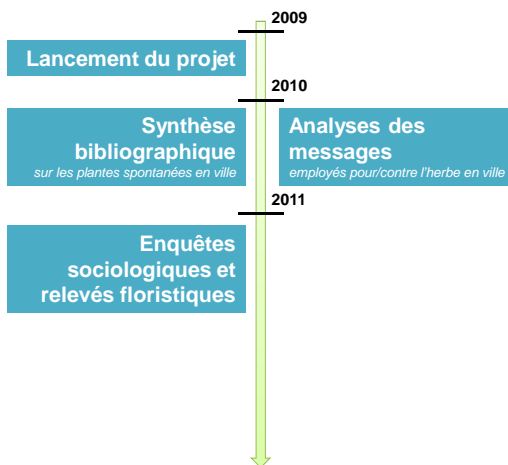 2009
Lancement du projet
2010
Synthèse
bibliographique
sur les plantes spontanées en ville
Analyses des
messages
employés pour/contre l'herbe en ville
2011
Enquêtes
sociologiques et
relevés floristiques